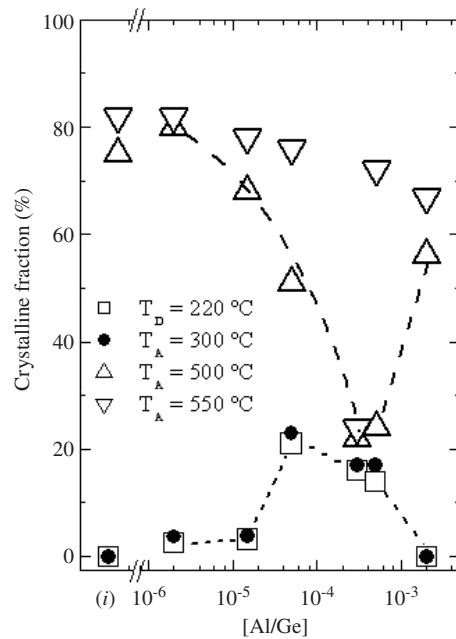 100
80
60
40
20
0
Crystalline fraction (%)
T_D = 220 °C
T_A = 300 °C
T_A = 500 °C
T_A = 550 °C
(i) 10⁻⁶ 10⁻⁵ 10⁻⁴ 10⁻³
[Al/Ge]